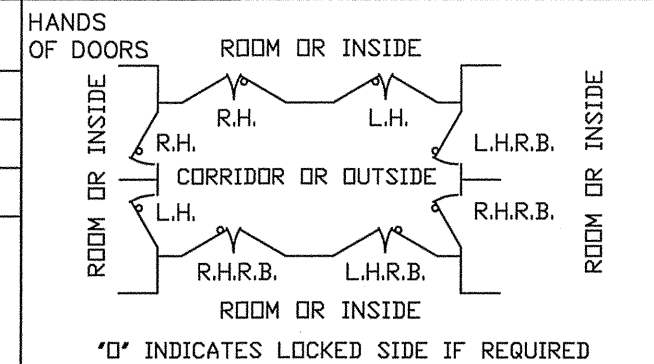 HANDS
OF DOORS
ROOM OR INSIDE
ROOM OR INSIDE
R.H.
L.H.
ROOM OR INSIDE
R.H.
L.H.R.B.
CORRIDOR OR OUTSIDE
L.H.
R.H.R.B.
R.H.R.B.
L.H.R.B.
ROOM OR INSIDE
"O" INDICATES LOCKED SIDE IF REQUIRED